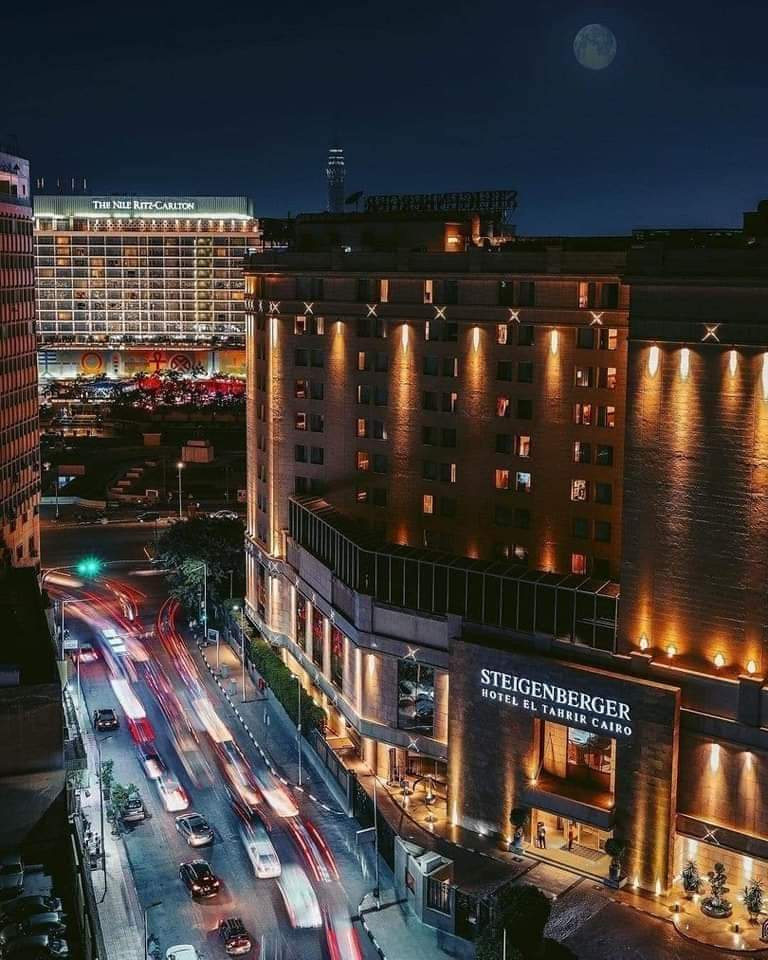 THE NILE RITZ-CARLTON
STEIGENBERGER
HOTEL EL TAHRIR CAIRO